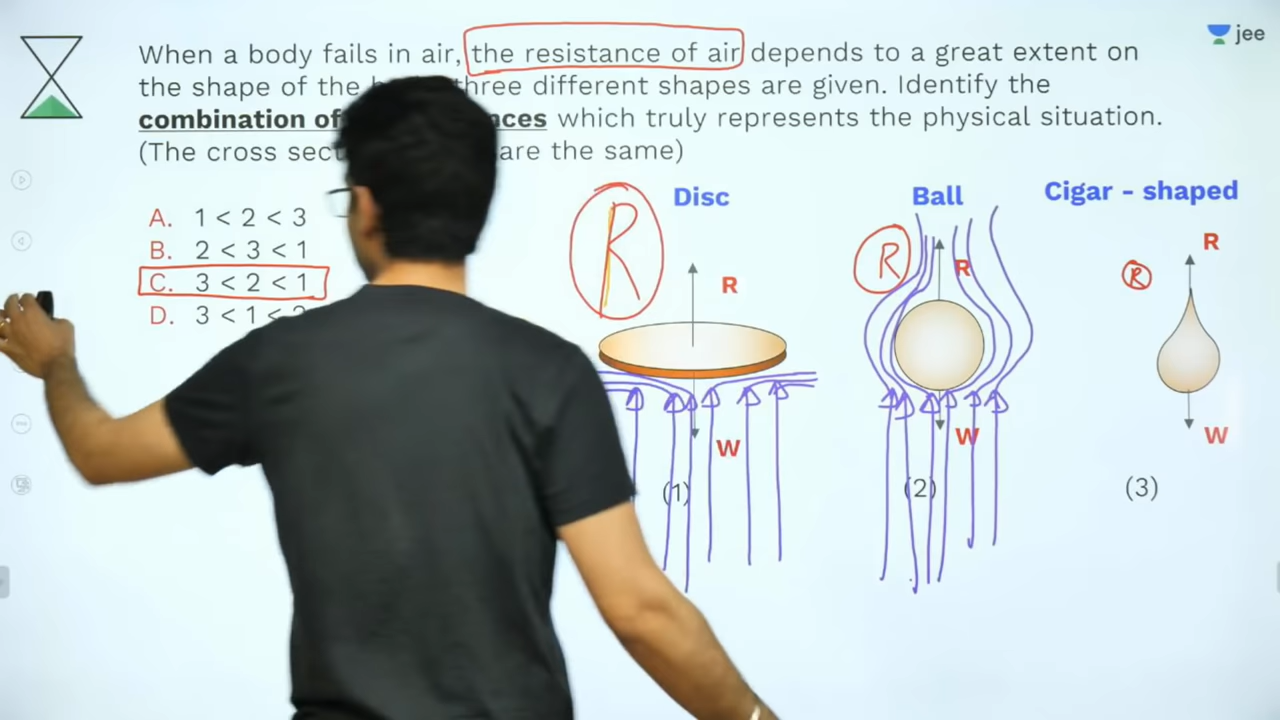 jee
When a body fails in air, the resistance of air depends to a great extent on
the shape of the three different shapes are given. Identify the
combination of which truly represents the physical situation.
(The cross are the same)
Disc
Ball
Cigar - shaped
A. 1 < 2 < 3
B. 2 < 3 < 1
C. 3 < 2 < 1
D. 3 < 1 <
R
R
R
R
R
R
W
W
W
(1)
(2)
(3)